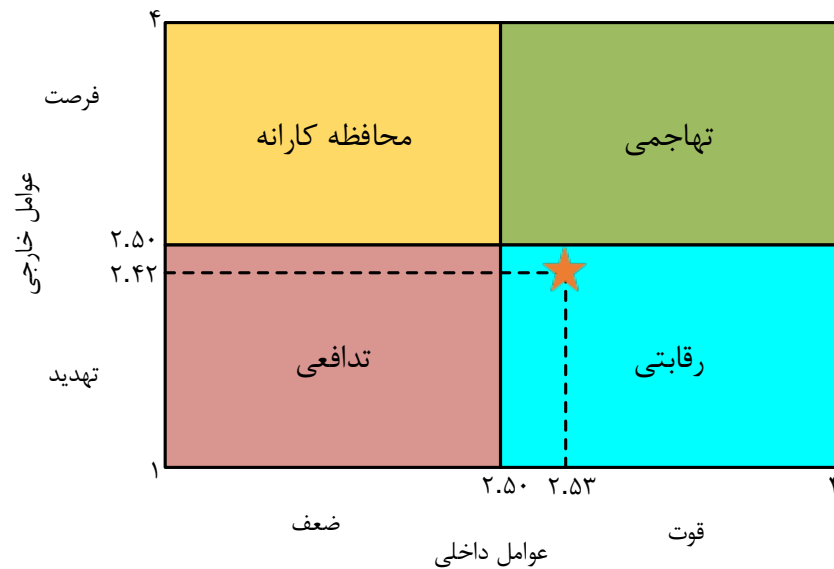 ۴
فرصت
محافظه کارانه
تهاجمی
عوامل خارجی
۲.۵۰
۲.۴۲
تهدید
تدافعی
رقابتی
۱
۲.۵۰
۲.۵۳
ضعف
قوت
عوامل داخلی